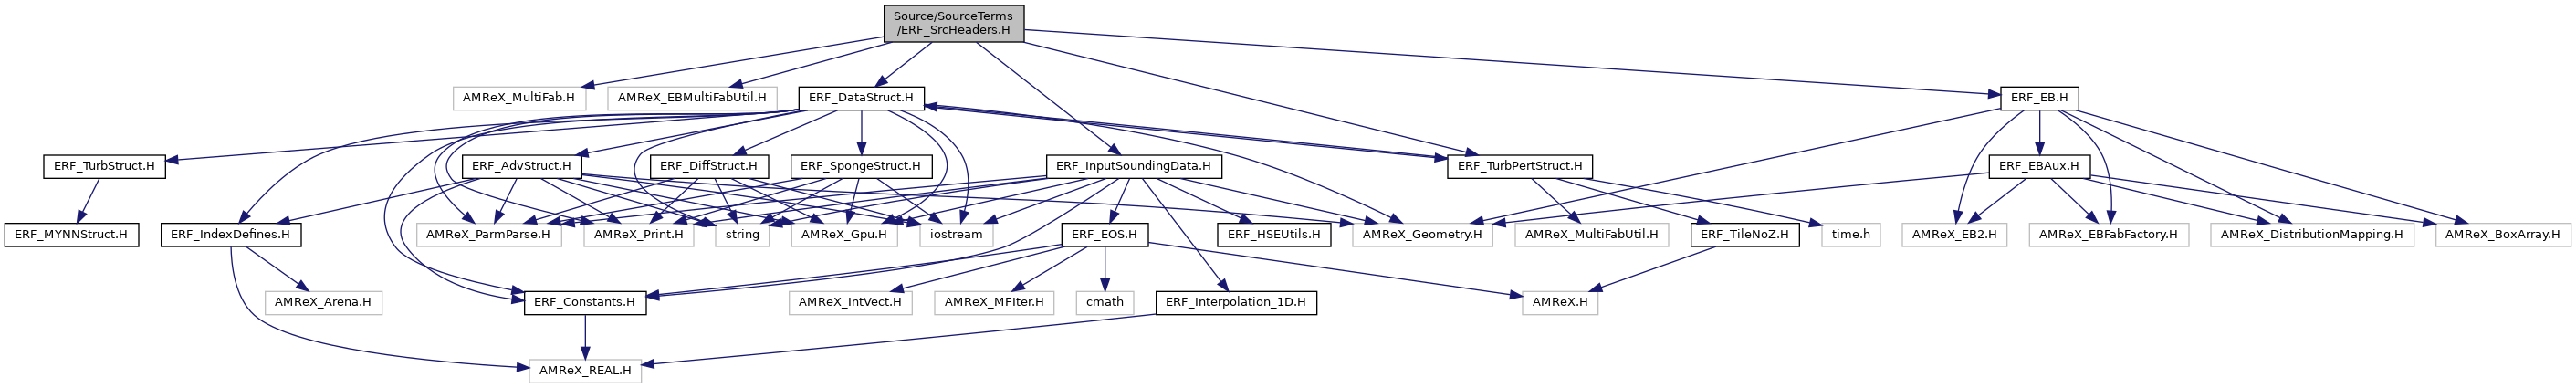 Source/SourceTerms
/ERF_SrcHeaders.H
AMReX_MultiFab.H
AMReX_EBMultiFabUtil.H
ERF_DataStruct.H
ERF_EB.H
ERF_TurbStruct.H
ERF_AdvStruct.H
ERF_DiffStruct.H
ERF_SpongeStruct.H
ERF_InputSoundingData.H
ERF_TurbPertStruct.H
ERF_EBAux.H
ERF_MYNNStruct.H
ERF_IndexDefines.H
AMReX_ParmParse.H
AMReX_Print.H
string
AMReX_Gpu.H
iostream
ERF_EOS.H
ERF_HSEUtils.H
AMReX_Geometry.H
AMReX_MultiFabUtil.H
ERF_TileNoZ.H
time.h
AMReX_EB2.H
AMReX_EBFabFactory.H
AMReX_DistributionMapping.H
AMReX_BoxArray.H
AMReX_Arena.H
ERF_Constants.H
AMReX_IntVect.H
AMReX_MFIter.H
cmath
ERF_Interpolation_1D.H
AMReX.H
AMReX_REAL.H